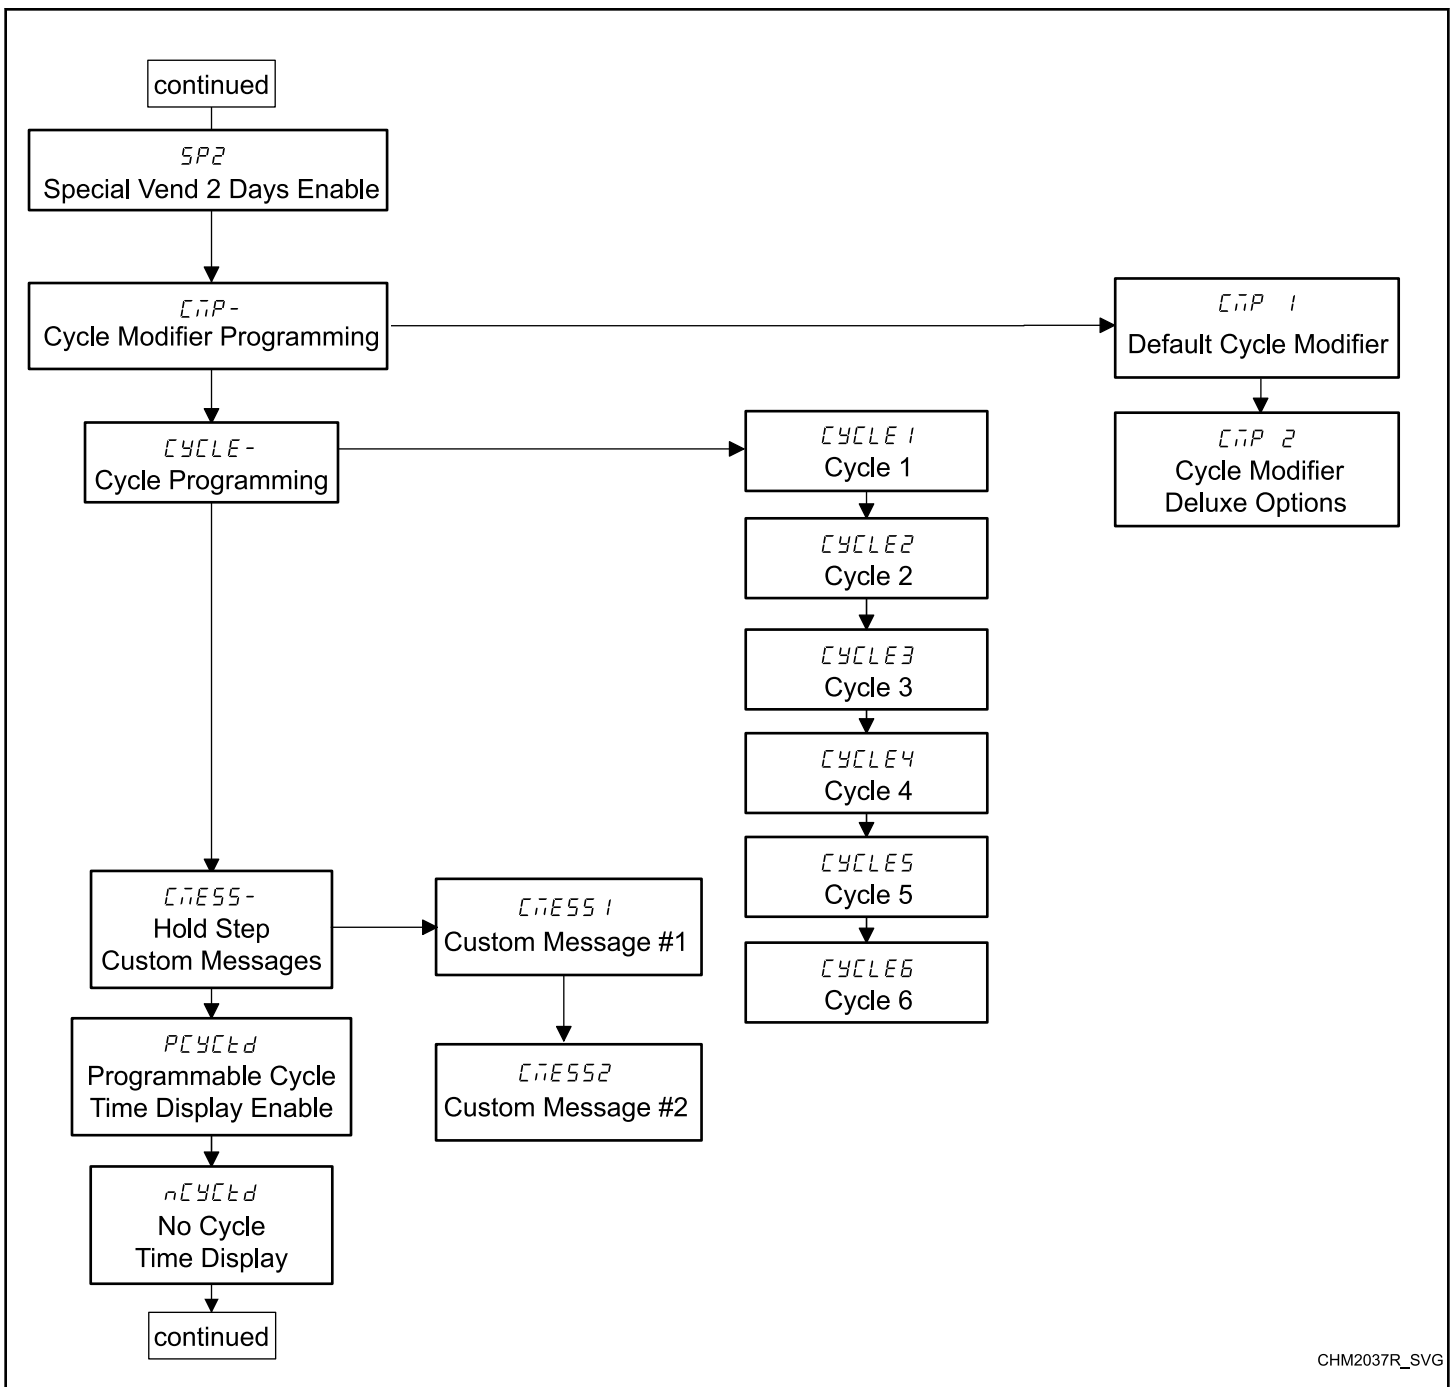 continued
SP2
Special Vend 2 Days Enable
CMP-
Cycle Modifier Programming
CMP 1
Default Cycle Modifier
CMP 2
Cycle Modifier
Deluxe Options
CYCLE-
Cycle Programming
CYCLE1
Cycle 1
CYCLE2
Cycle 2
CYCLE3
Cycle 3
CYCLE4
Cycle 4
CYCLE5
Cycle 5
CYCLE6
Cycle 6
CMESS-
Hold Step
Custom Messages
CMESS1
Custom Message #1
CMESS2
Custom Message #2
PCYCtd
Programmable Cycle
Time Display Enable
nCYCtd
No Cycle
Time Display
continued
CHM2037R_SVG